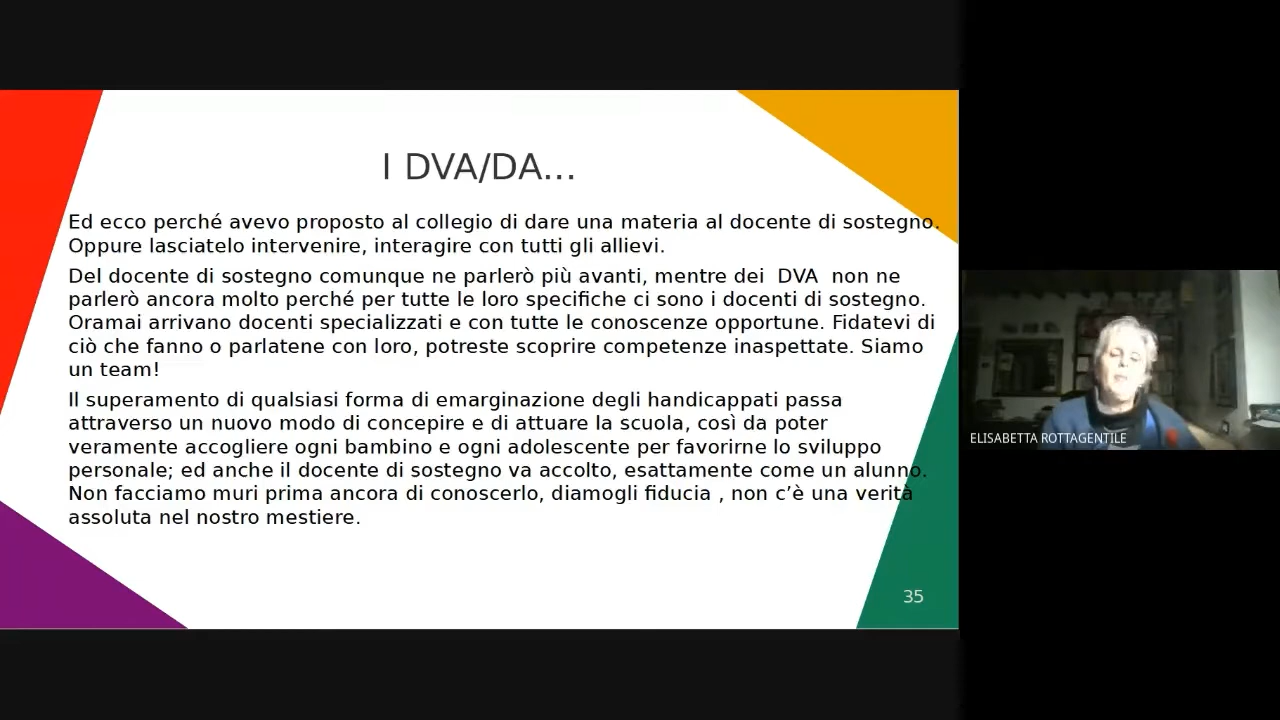 I DVA/DA...
Ed ecco perché avevo proposto al collegio di dare una materia al docente di sostegno.
Oppure lasciatelo intervenire, interagire con tutti gli allievi.
Del docente di sostegno comunque ne parlerò più avanti, mentre dei  DVA  non ne
parlerò ancora molto perché per tutte le loro specifiche ci sono i docenti di sostegno.
Oramai arrivano docenti specializzati e con tutte le conoscenze opportune. Fidatevi di
ciò che fanno o parlatene con loro, potreste scoprire competenze inaspettate. Siamo
un team!
Il superamento di qualsiasi forma di emarginazione degli handicappati passa
attraverso un nuovo modo di concepire e di attuare la scuola, così da poter
veramente accogliere ogni bambino e ogni adolescente per favorirne lo sviluppo
personale; ed anche il docente di sostegno va accolto, esattamente come un alunno.
Non facciamo muri prima ancora di conoscerlo, diamogli fiducia , non c’è una verità
assoluta nel nostro mestiere.
35
ELISABETTA ROTTAGENTILE